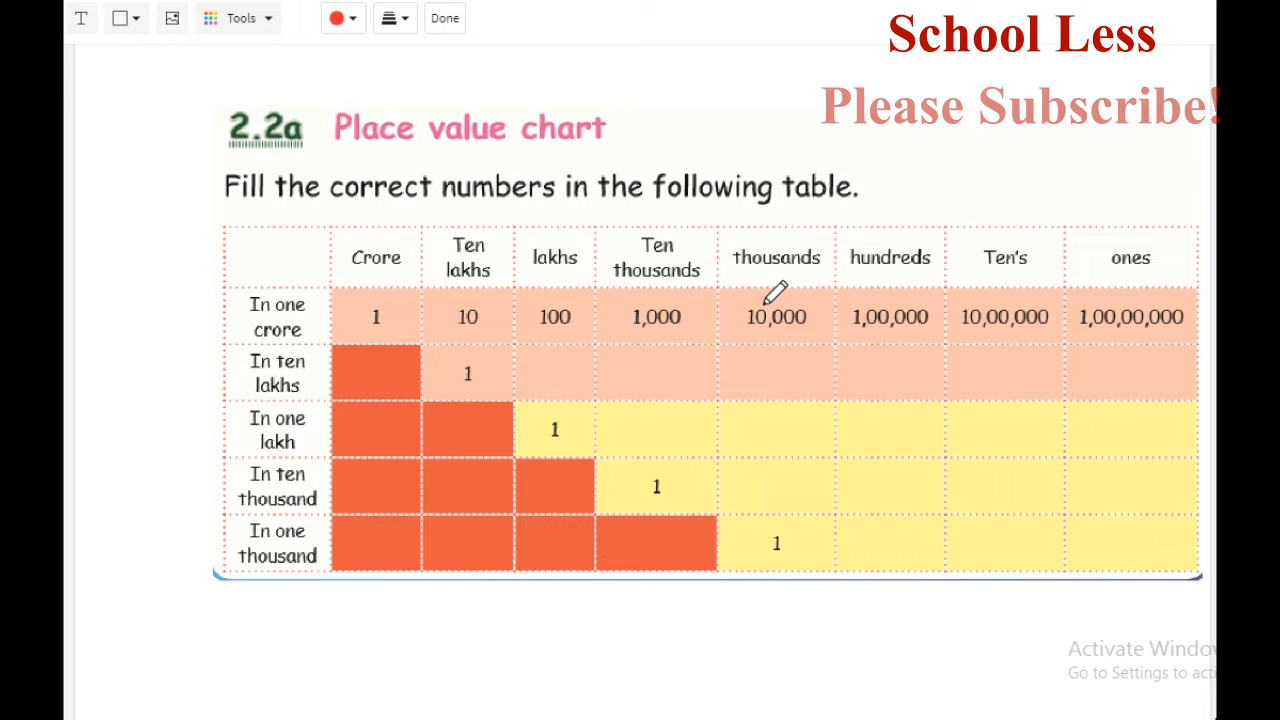 T
Tools
Done
School Less
Please Subscribe!
2.2a Place value chart
Fill the correct numbers in the following table.
Crore Ten lakhs lakhs Ten thousands thousands hundreds Ten's ones
In one crore 1 10 100 1,000 10,000 1,00,000 10,00,000 1,00,00,000
In ten lakhs 1
In one lakh 1
In ten thousand 1
In one thousand 1
Activate Windo
Go to Settings to acti